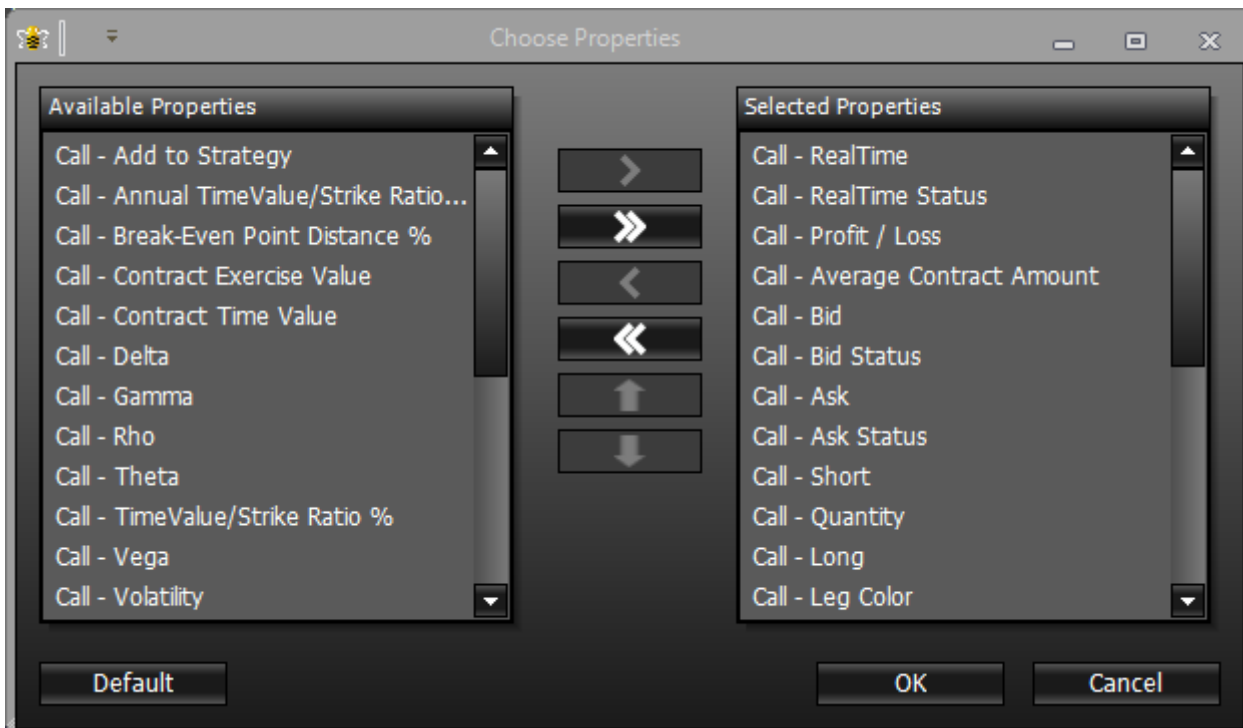 Choose Properties
Available Properties
Call - Add to Strategy
Call - Annual TimeValue/Strike Ratio...
Call - Break-Even Point Distance %
Call - Contract Exercise Value
Call - Contract Time Value
Call - Delta
Call - Gamma
Call - Rho
Call - Theta
Call - TimeValue/Strike Ratio %
Call - Vega
Call - Volatility
Selected Properties
Call - RealTime
Call - RealTime Status
Call - Profit / Loss
Call - Average Contract Amount
Call - Bid
Call - Bid Status
Call - Ask
Call - Ask Status
Call - Short
Call - Quantity
Call - Long
Call - Leg Color
Default
OK
Cancel